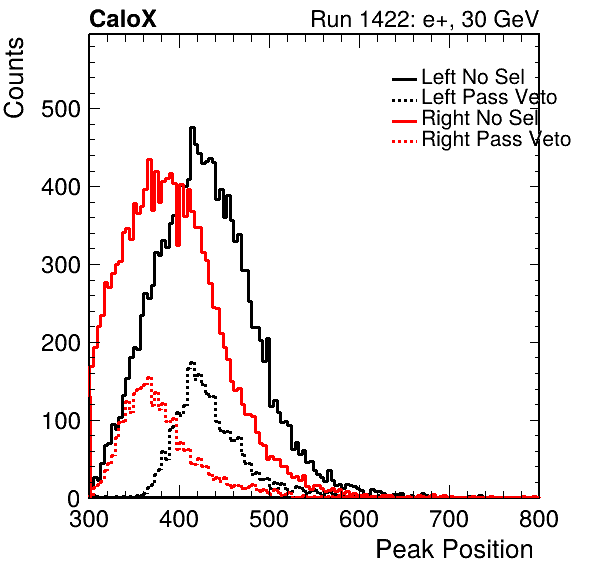 CaloX Run 1422: e+, 30 GeV
Counts
Left No Sel
Left Pass Veto
Right No Sel
Right Pass Veto
500
400
300
200
100
0
300 400 500 600 700 800
Peak Position